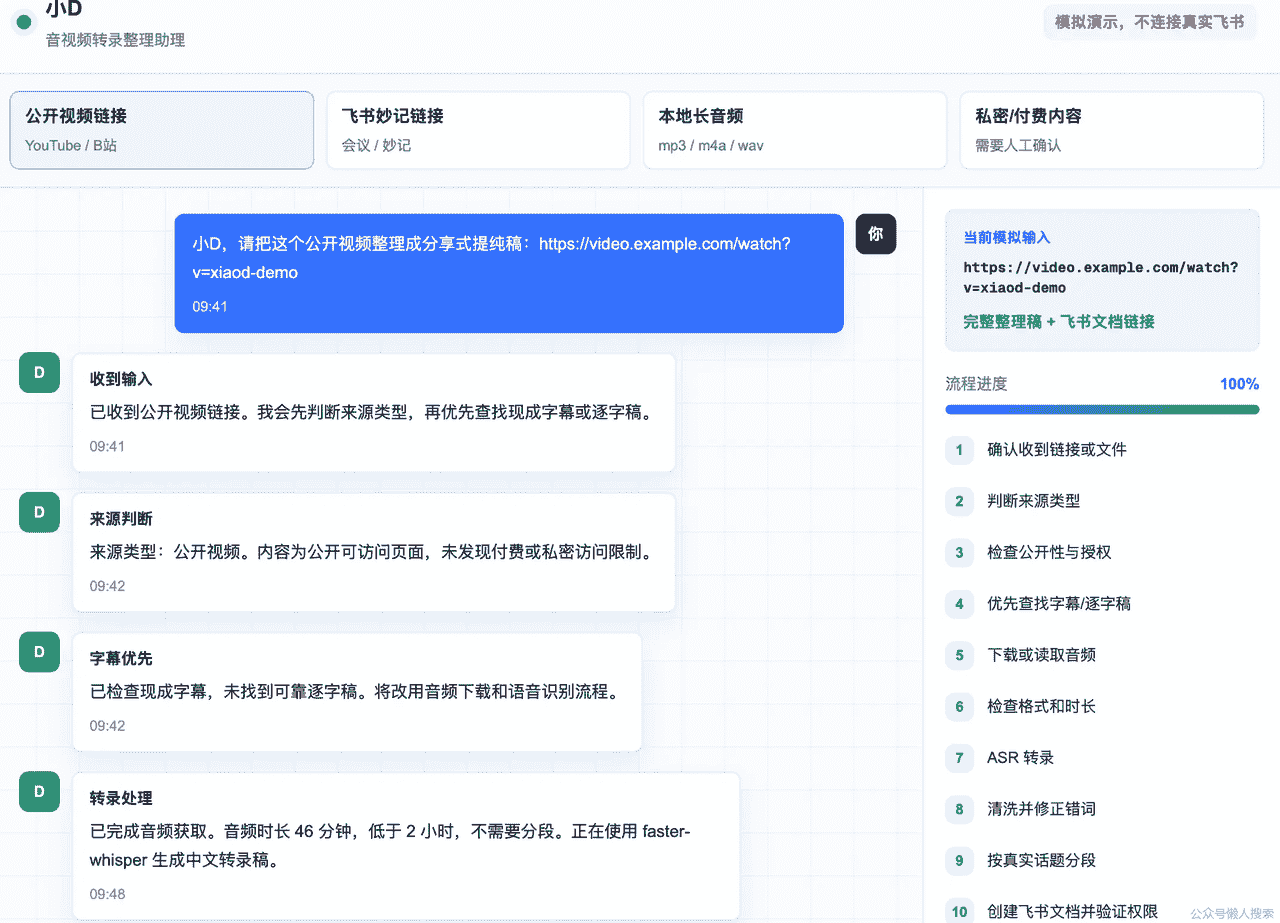 小D
音视频转录整理助理
模拟演示，不连接真实飞书
公开视频链接
YouTube / B站
飞书妙记链接
会议 / 妙记
本地长音频
mp3 / m4a / wav
私密/付费内容
需要人工确认
小D，请把这个公开视频整理成分享式提纯稿：https://video.example.com/watch?
v=xiaod-demo
09:41
你
D
收到输入
已收到公开视频链接。我会先判断来源类型，再优先查找现成字幕或逐字稿。
09:41
D
来源判断
来源类型：公开视频。内容为公开可访问页面，未发现付费或私密访问限制。
09:42
D
字幕优先
已检查现成字幕，未找到可靠逐字稿。将改用音频下载和语音识别流程。
09:42
D
转录处理
已完成音频获取。音频时长 46 分钟，低于 2 小时，不需要分段。正在使用 faster-
whisper 生成中文转录稿。
09:48
当前模拟输入
https://video.example.com/watch?
v=xiaod-demo
完整整理稿 + 飞书文档链接
流程进度
100%
1 确认收到链接或文件
2 判断来源类型
3 检查公开性与授权
4 优先查找字幕/逐字稿
5 下载或读取音频
6 检查格式和时长
7 ASR 转录
8 清洗并修正错词
9 按真实话题分段
10 创建飞书文档并验证权限
公众号懒人搜索